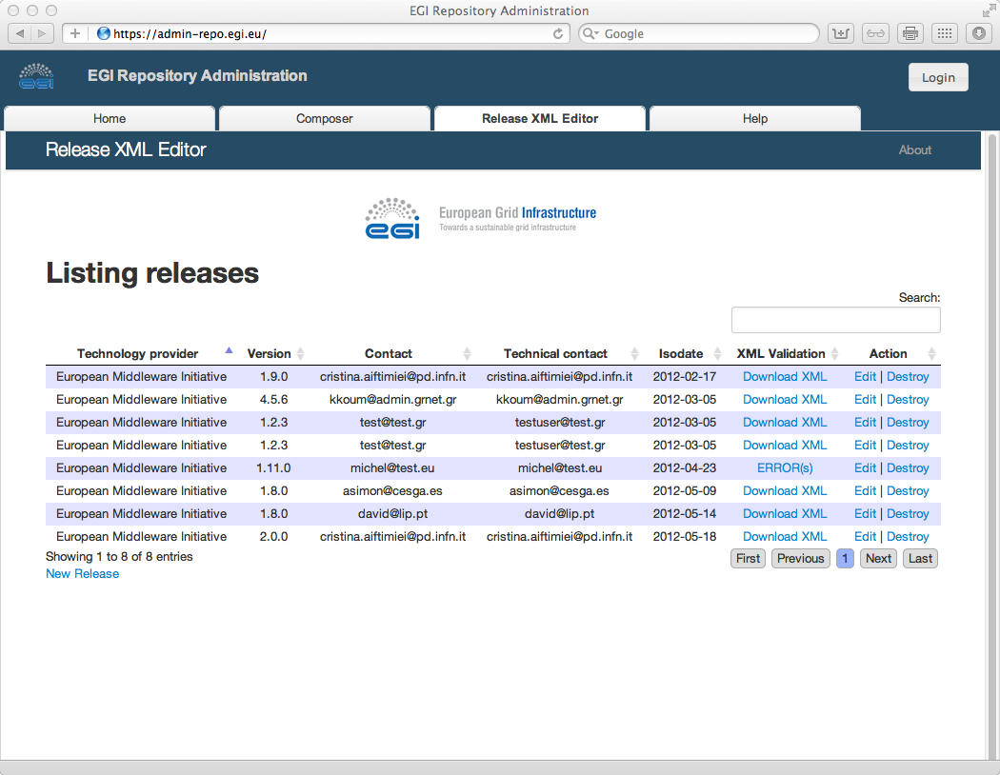 EGI Repository Administration
https://admin-repo.egi.eu/ Google
egi EGI Repository Administration Login
Home Composer Release XML Editor Help
Release XML Editor About
egi European Grid Infrastructure
Towards a sustainable grid infrastructure
Listing releases
Search:
Technology provider Version Contact Technical contact Isodate XML Validation Action
European Middleware Initiative 1.9.0 cristina.aiftimiei@pd.infn.it cristina.aiftimiei@pd.infn.it 2012-02-17 Download XML Edit | Destroy
European Middleware Initiative 4.5.6 kkoum@admin.grnet.gr kkoum@admin.grnet.gr 2012-03-05 Download XML Edit | Destroy
European Middleware Initiative 1.2.3 test@test.gr testuser@test.gr 2012-03-05 Download XML Edit | Destroy
European Middleware Initiative 1.2.3 test@test.gr testuser@test.gr 2012-03-05 Download XML Edit | Destroy
European Middleware Initiative 1.11.0 michel@test.eu michel@test.eu 2012-04-23 ERROR(s) Edit | Destroy
European Middleware Initiative 1.8.0 asimon@cesga.es asimon@cesga.es 2012-05-09 Download XML Edit | Destroy
European Middleware Initiative 1.8.0 david@lip.pt david@lip.pt 2012-05-14 Download XML Edit | Destroy
European Middleware Initiative 2.0.0 cristina.aiftimiei@pd.infn.it cristina.aiftimiei@pd.infn.it 2012-05-18 Download XML Edit | Destroy
Showing 1 to 8 of 8 entries First Previous 1 Next Last
New Release